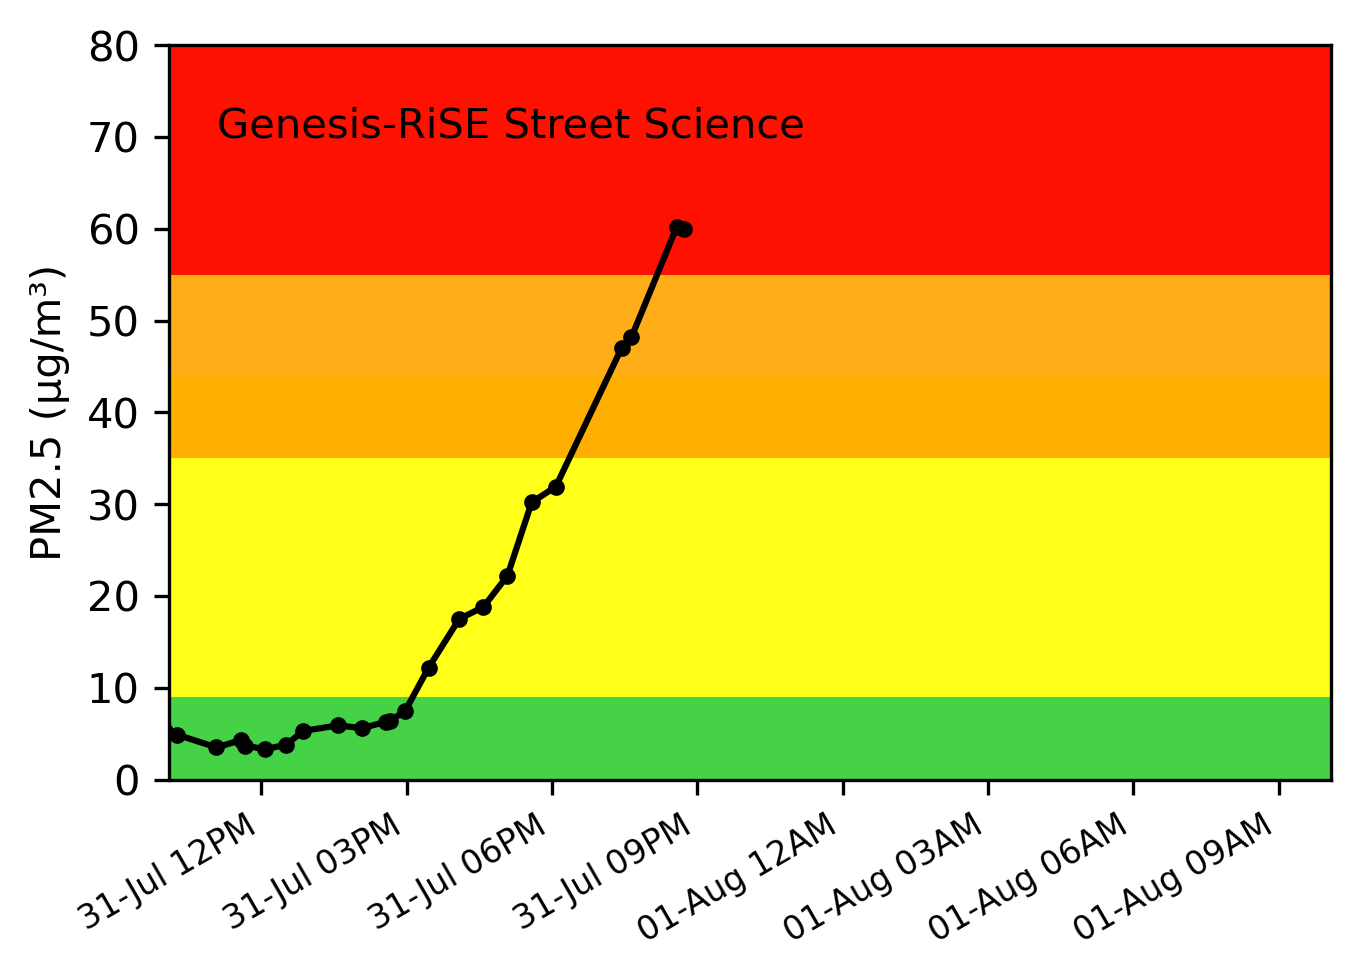 80
Genesis-RiSE Street Science
70
60
50
40
30
20
10
0
PM2.5 (µg/m³)
31-Jul 12PM
31-Jul 03PM
31-Jul 06PM
31-Jul 09PM
01-Aug 12AM
01-Aug 03AM
01-Aug 06AM
01-Aug 09AM